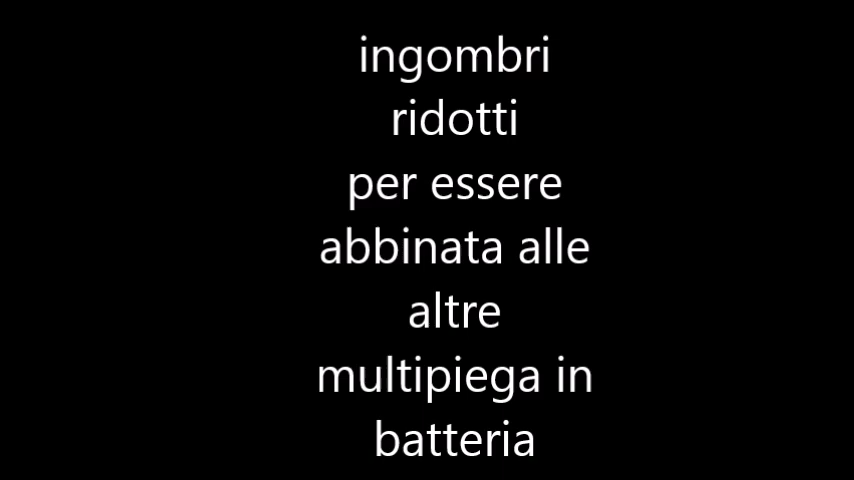 ingombri
ridotti
per essere
abbinata alle
altre
multipiega in
batteria